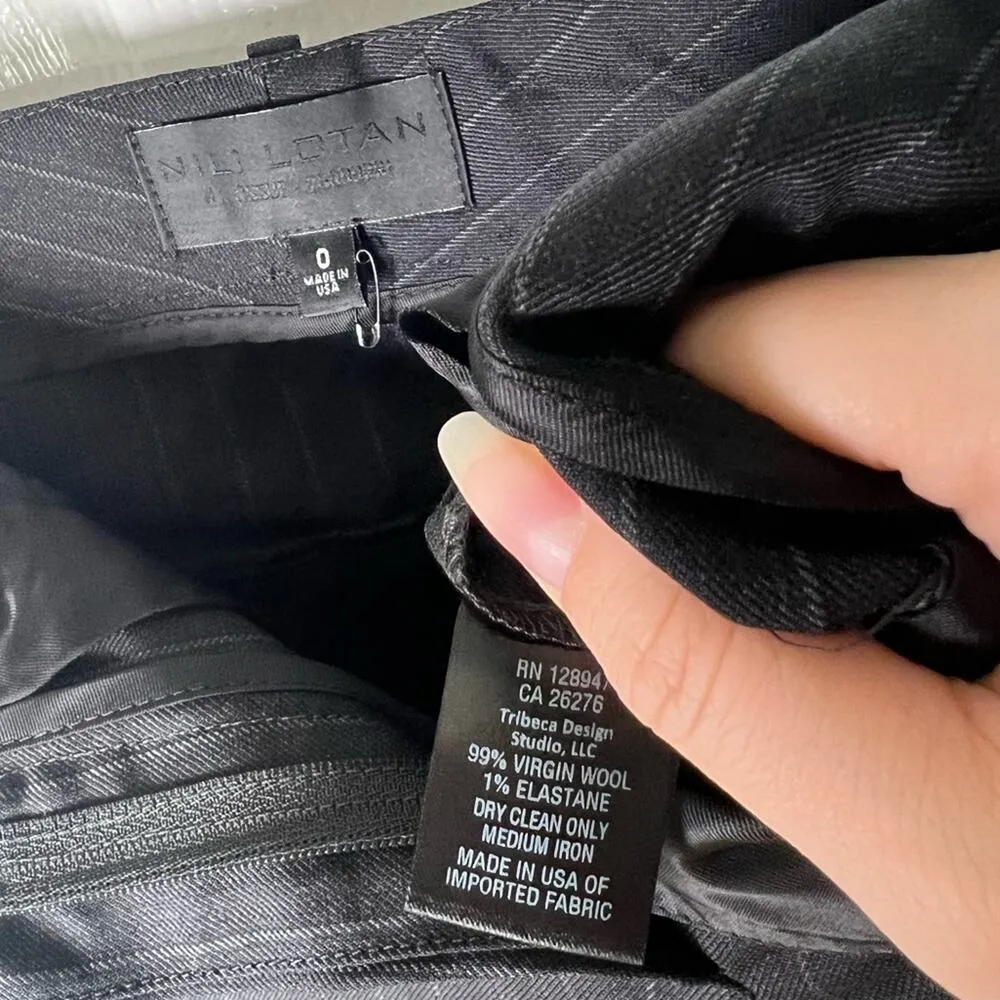 NILI LOTAN
0
MADE IN
USA
RN 128947
CA 26276
Tribeca Design
Studio, LLC
99% VIRGIN WOOL
1% ELASTANE
DRY CLEAN ONLY
MEDIUM IRON
MADE IN USA OF
IMPORTED FABRIC